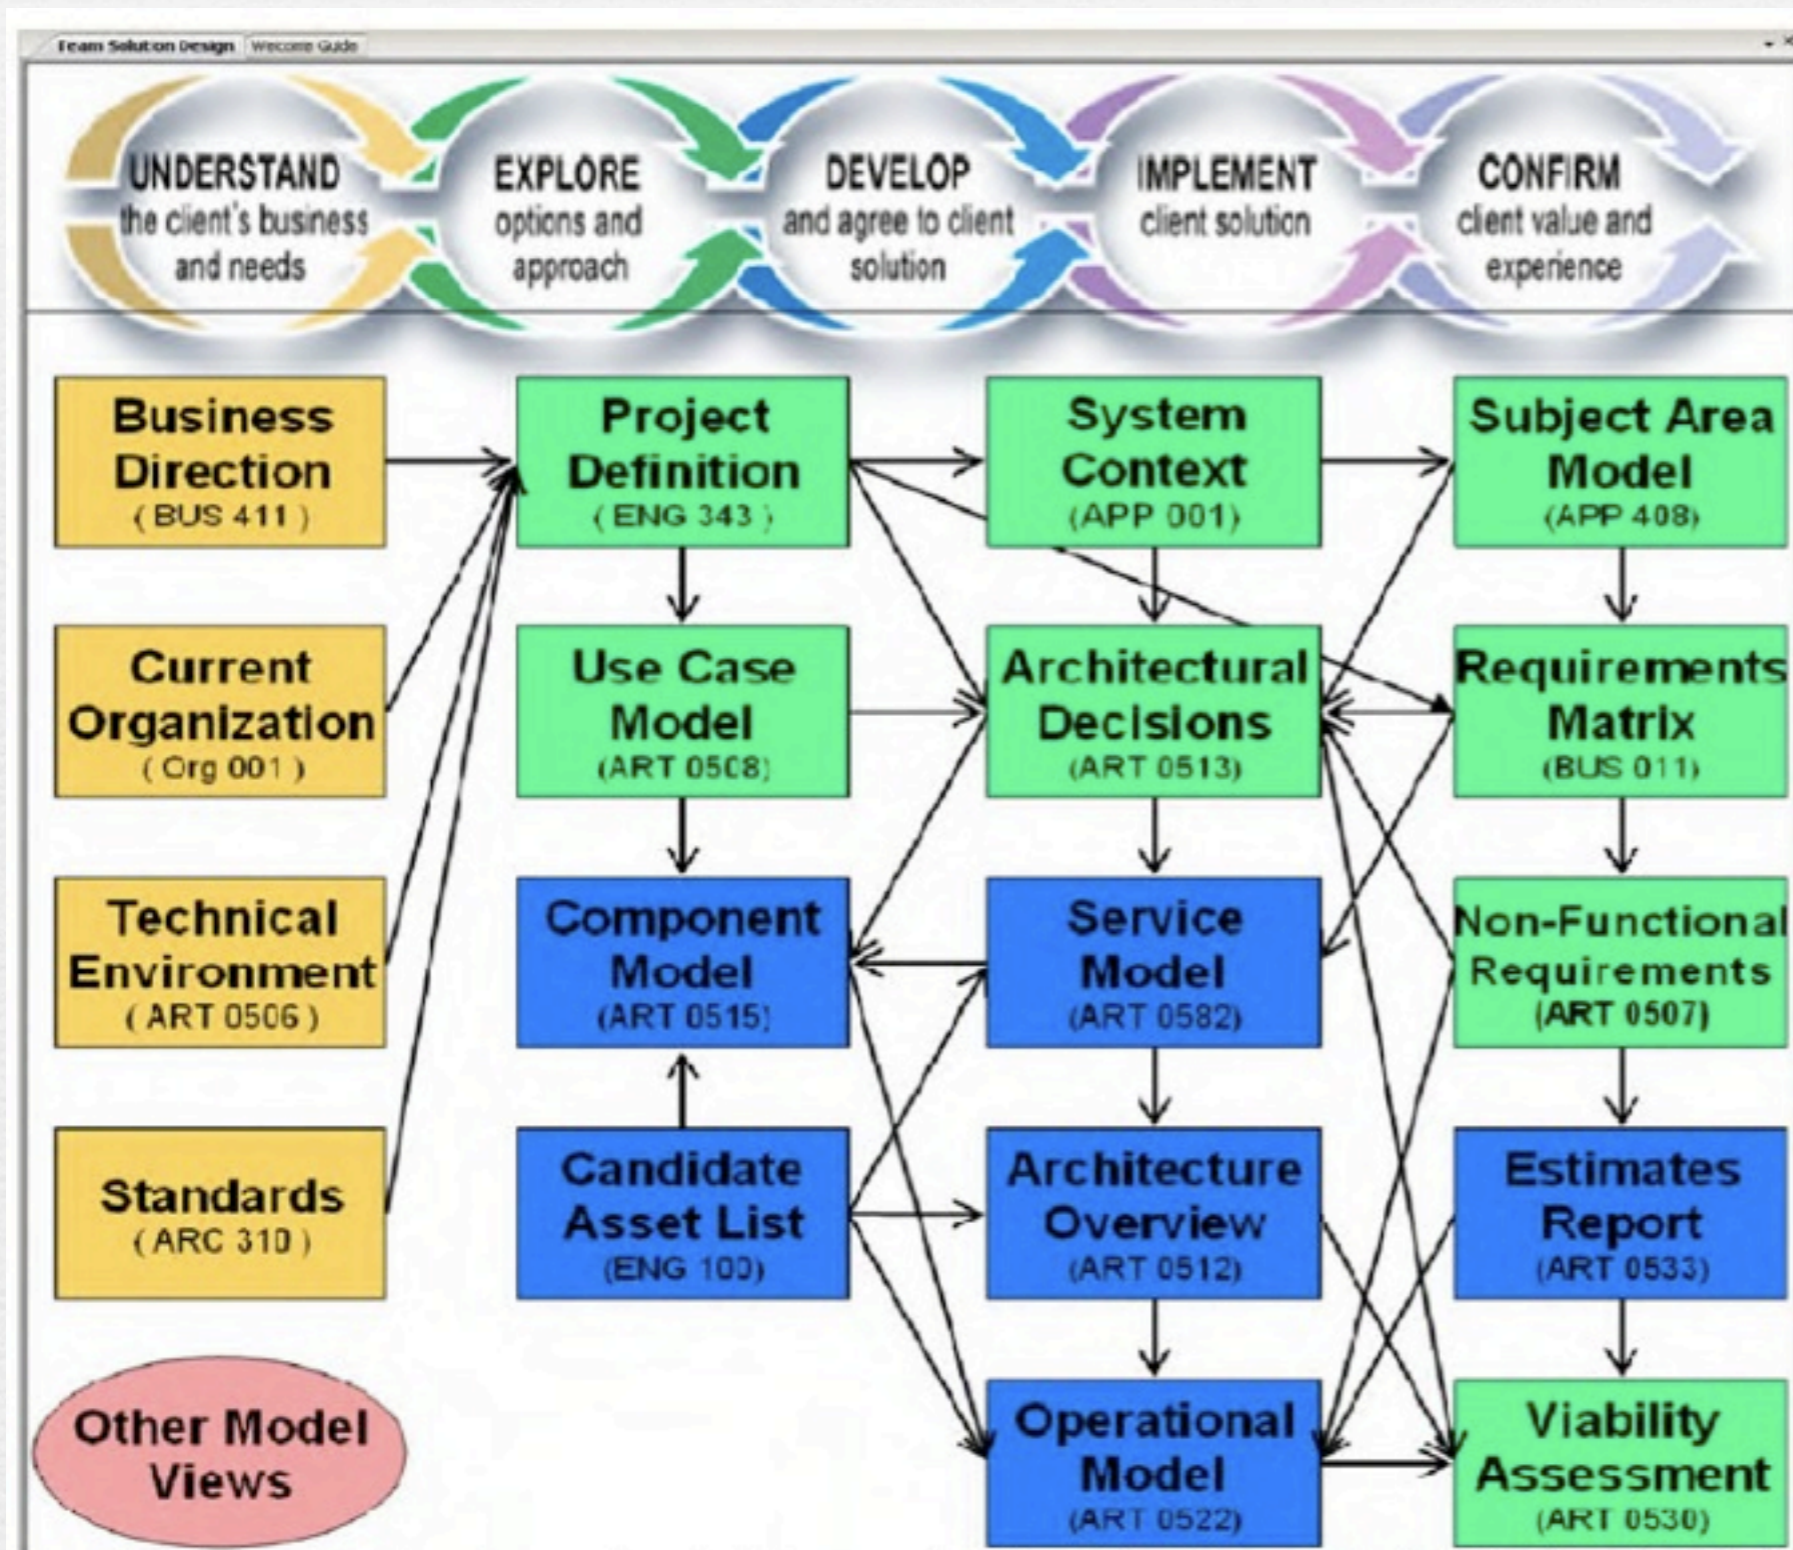 Team Solution Design
Welcome Guide
UNDERSTAND
the client's business
and needs
EXPLORE
options and
approach
DEVELOP
and agree to client
solution
IMPLEMENT
client solution
CONFIRM
client value and
experience
Business
Direction
( BUS 411 )
Project
Definition
( ENG 343 )
System
Context
(APP 001)
Subject Area
Model
(APP 408)
Current
Organization
( Org 001 )
Use Case
Model
(ART 0508)
Architectural
Decisions
(ART 0513)
Requirements
Matrix
(BUS 011)
Technical
Environment
( ART 0506 )
Component
Model
(ART 0515)
Service
Model
(ART 0582)
Non-Functional
Requirements
(ART 0507)
Standards
( ARC 310 )
Candidate
Asset List
(ENG 100)
Architecture
Overview
(ART 0512)
Estimates
Report
(ART 0533)
Other Model
Views
Operational
Model
(ART 0522)
Viability
Assessment
(ART 0530)